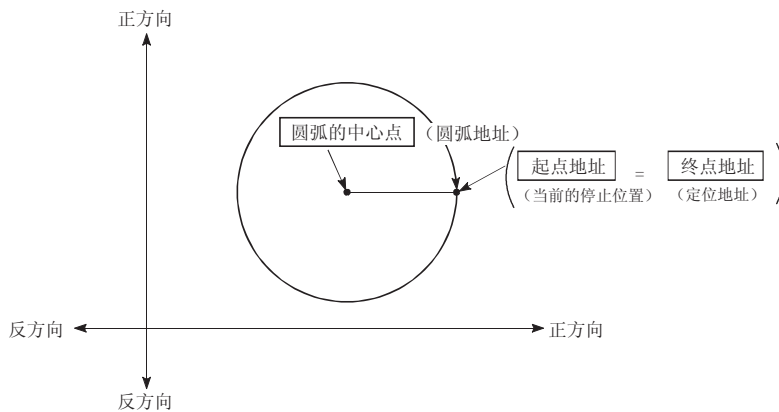 正方向
圆弧的中心点 （圆弧地址）
起点地址 = 终点地址
（当前的停止位置） （定位地址）
反方向 正方向
反方向